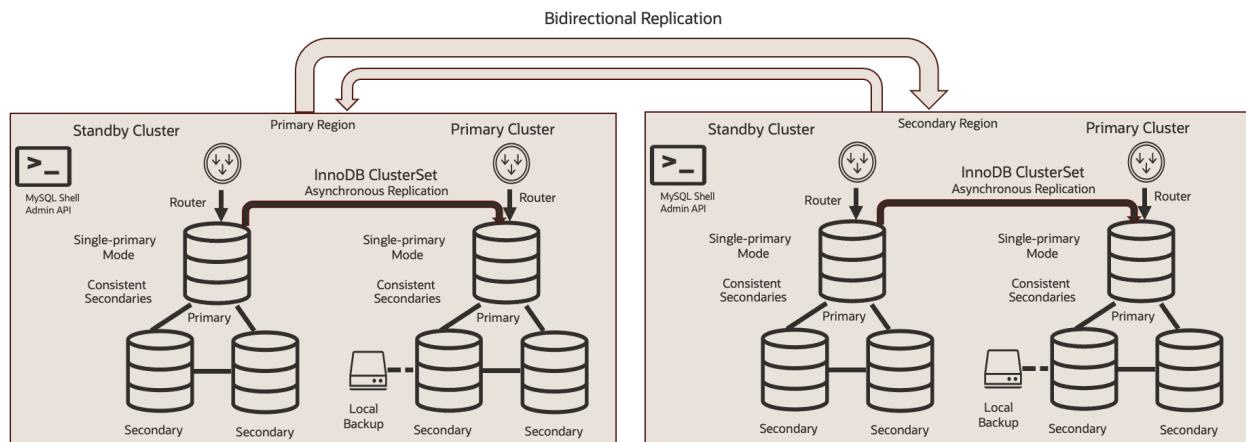 Bidirectional Replication
Standby Cluster
Primary Region
Primary Cluster
>_
MySQL Shell
Admin API
InnoDB ClusterSet
Asynchronous Replication
Router
Router
Single-primary
Mode
Single-primary
Mode
Consistent
Secondaries
Consistent
Secondaries
Primary
Primary
Local
Backup
Secondary
Secondary
Secondary
Secondary
Standby Cluster
Secondary Region
Primary Cluster
>_
MySQL Shell
Admin API
InnoDB ClusterSet
Asynchronous Replication
Router
Router
Single-primary
Mode
Single-primary
Mode
Consistent
Secondaries
Consistent
Secondaries
Primary
Primary
Local
Backup
Secondary
Secondary
Secondary
Secondary